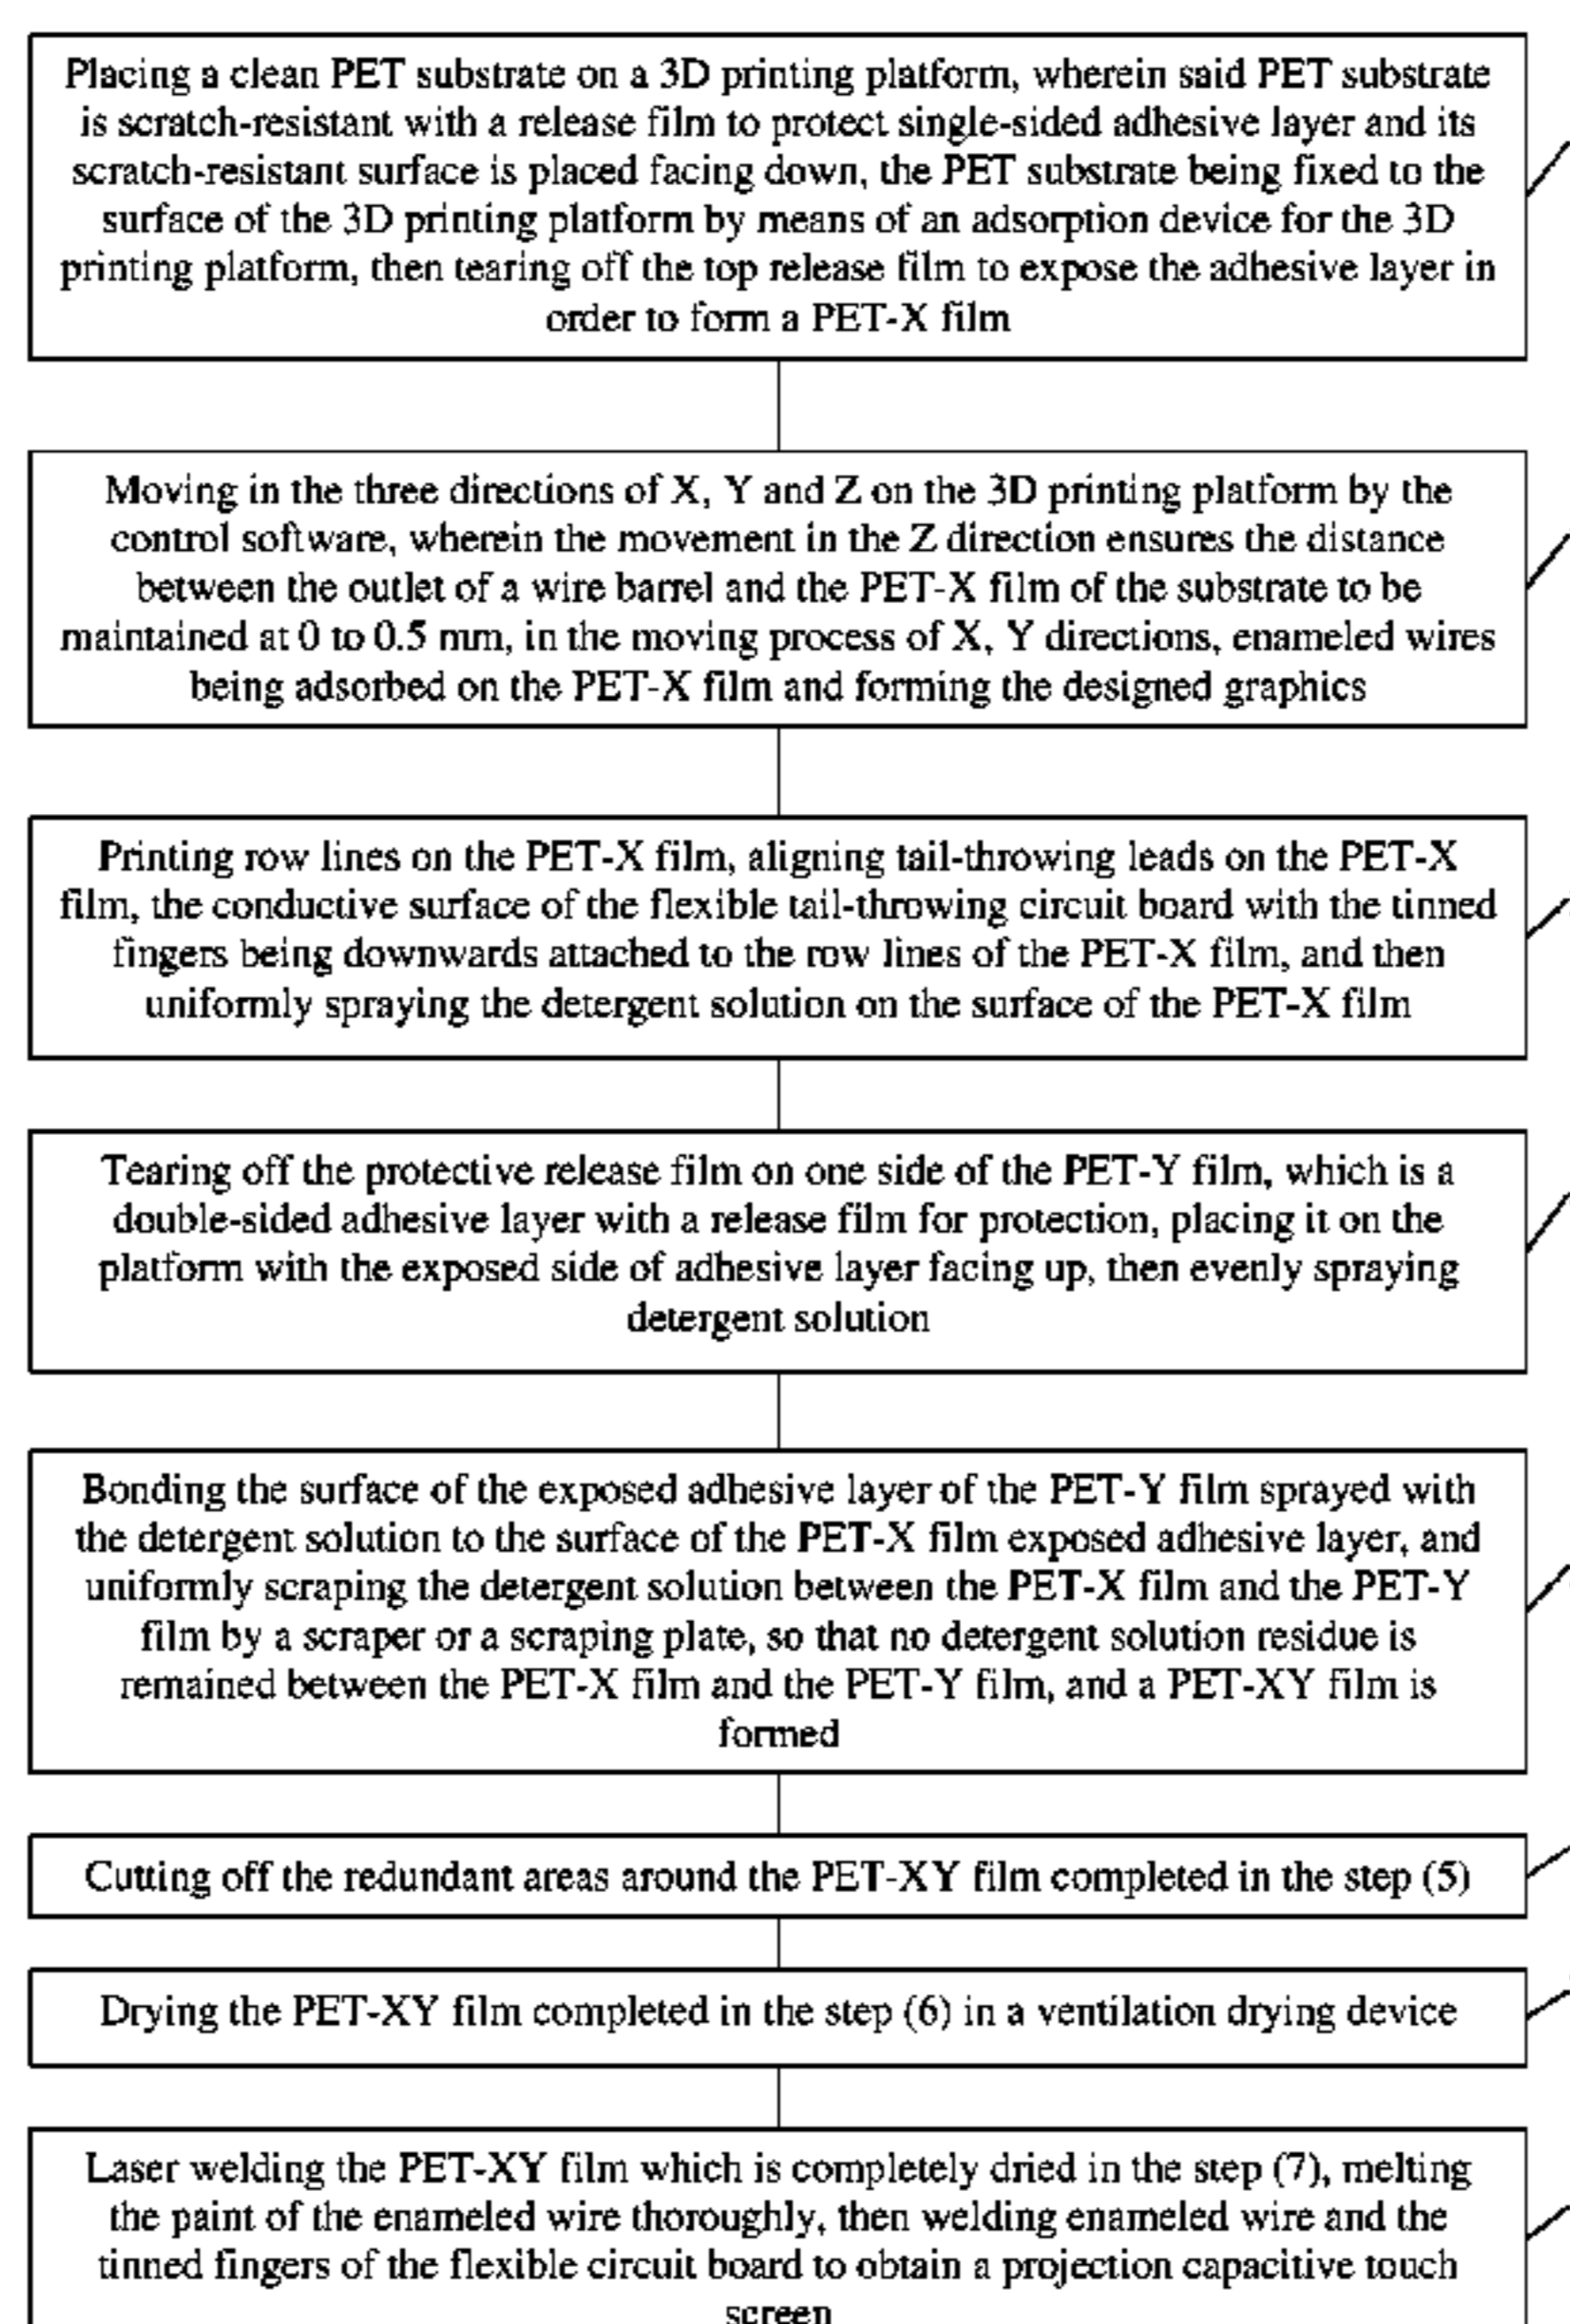 Placing a clean PET substrate on a 3D printing platform, wherein said PET substrate
is scratch-resistant with a release film to protect single-sided adhesive layer and its
scratch-resistant surface is placed facing down, the PET substrate being fixed to the
surface of the 3D printing platform by means of an adsorption device for the 3D
printing platform, then tearing off the top release film to expose the adhesive layer in
order to form a PET-X film
Moving in the three directions of X, Y and Z on the 3D printing platform by the
control software, wherein the movement in the Z direction ensures the distance
between the outlet of a wire barrel and the PET-X film of the substrate to be
maintained at 0 to 0.5 mm, in the moving process of X, Y directions, enameled wires
being adsorbed on the PET-X film and forming the designed graphics
Printing row lines on the PET-X film, aligning tail-throwing leads on the PET-X
film, the conductive surface of the flexible tail-throwing circuit board with the tinned
fingers being downwards attached to the row lines of the PET-X film, and then
uniformly spraying the detergent solution on the surface of the PET-X film
Tearing off the protective release film on one side of the PET-Y film, which is a
double-sided adhesive layer with a release film for protection, placing it on the
platform with the exposed side of adhesive layer facing up, then evenly spraying
detergent solution
Bonding the surface of the exposed adhesive layer of the PET-Y film sprayed with
the detergent solution to the surface of the PET-X film exposed adhesive layer, and
uniformly scraping the detergent solution between the PET-X film and the PET-Y
film by a scraper or a scraping plate, so that no detergent solution residue is
remained between the PET-X film and the PET-Y film, and a PET-XY film is
formed
Cutting off the redundant areas around the PET-XY film completed in the step (5)
Drying the PET-XY film completed in the step (6) in a ventilation drying device
Laser welding the PET-XY film which is completely dried in the step (7), melting
the paint of the enameled wire thoroughly, then welding enameled wire and the
tinned fingers of the flexible circuit board to obtain a projection capacitive touch
screen